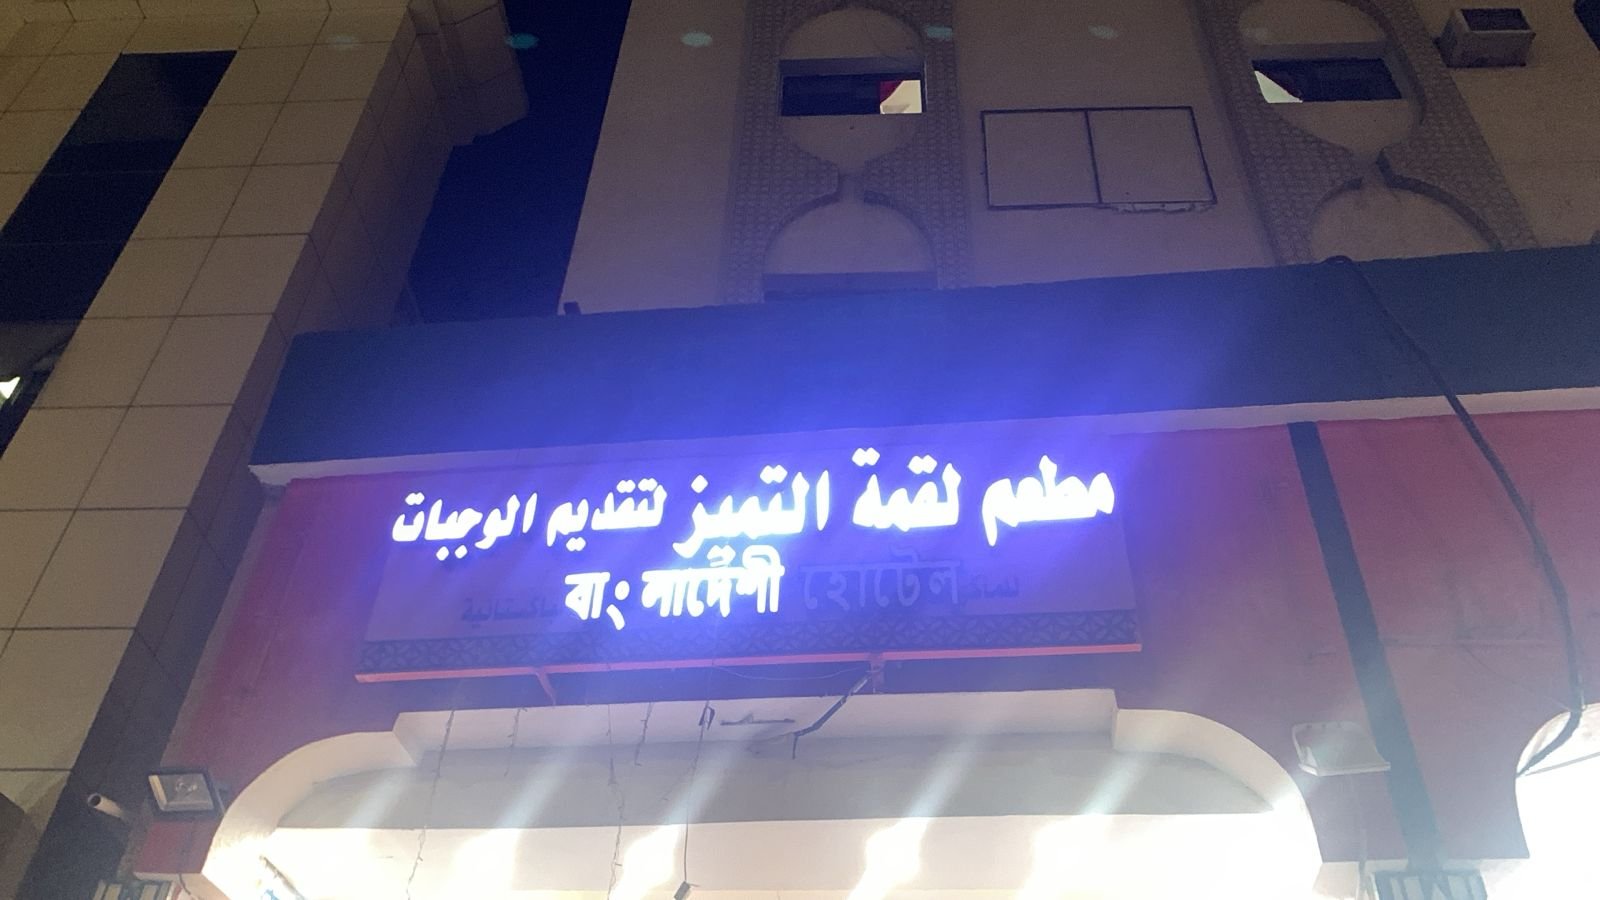 مطعم لقمة التميز لتقديم الوجبات
বাংলাদেশী হোটেল